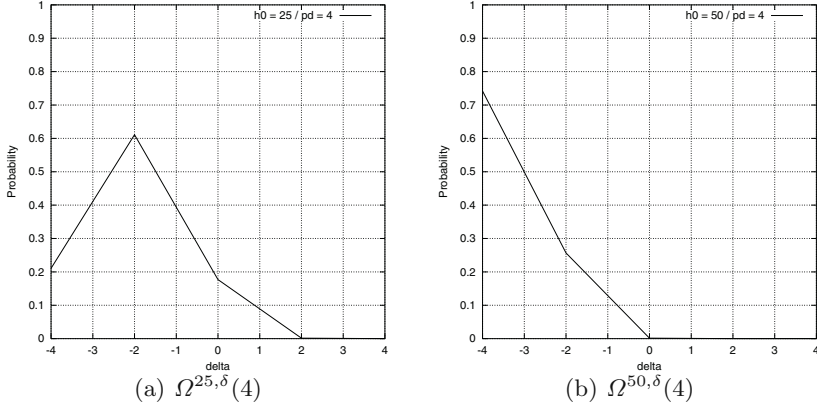 1
0.9
0.8
0.7
0.6
0.5
0.4
0.3
0.2
0.1
0
Probability
h0 = 25 / pd = 4
-4 -3 -2 -1 0 1 2 3 4
delta
(a) Ω^{25,δ}(4)
1
0.9
0.8
0.7
0.6
0.5
0.4
0.3
0.2
0.1
0
Probability
h0 = 50 / pd = 4
-4 -3 -2 -1 0 1 2 3 4
delta
(b) Ω^{50,δ}(4)